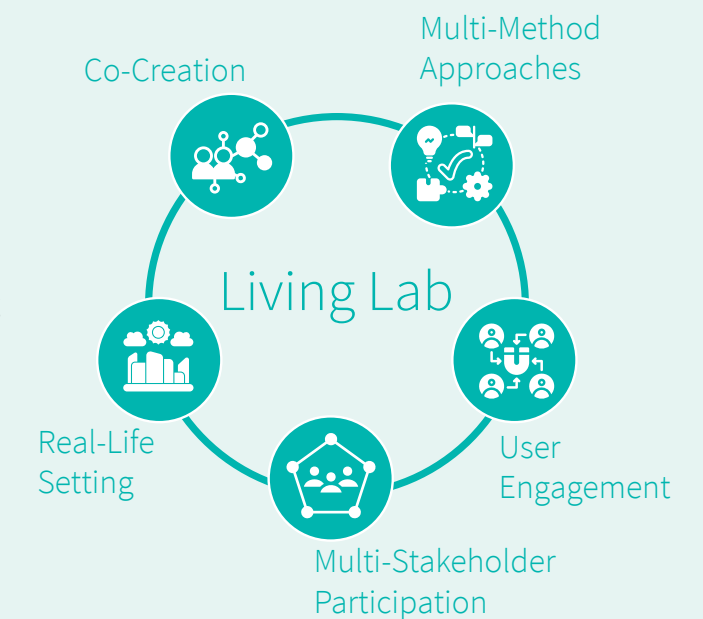 Multi-Method
Approaches
Co-Creation
Living Lab
Real-Life
Setting
User
Engagement
Multi-Stakeholder
Participation